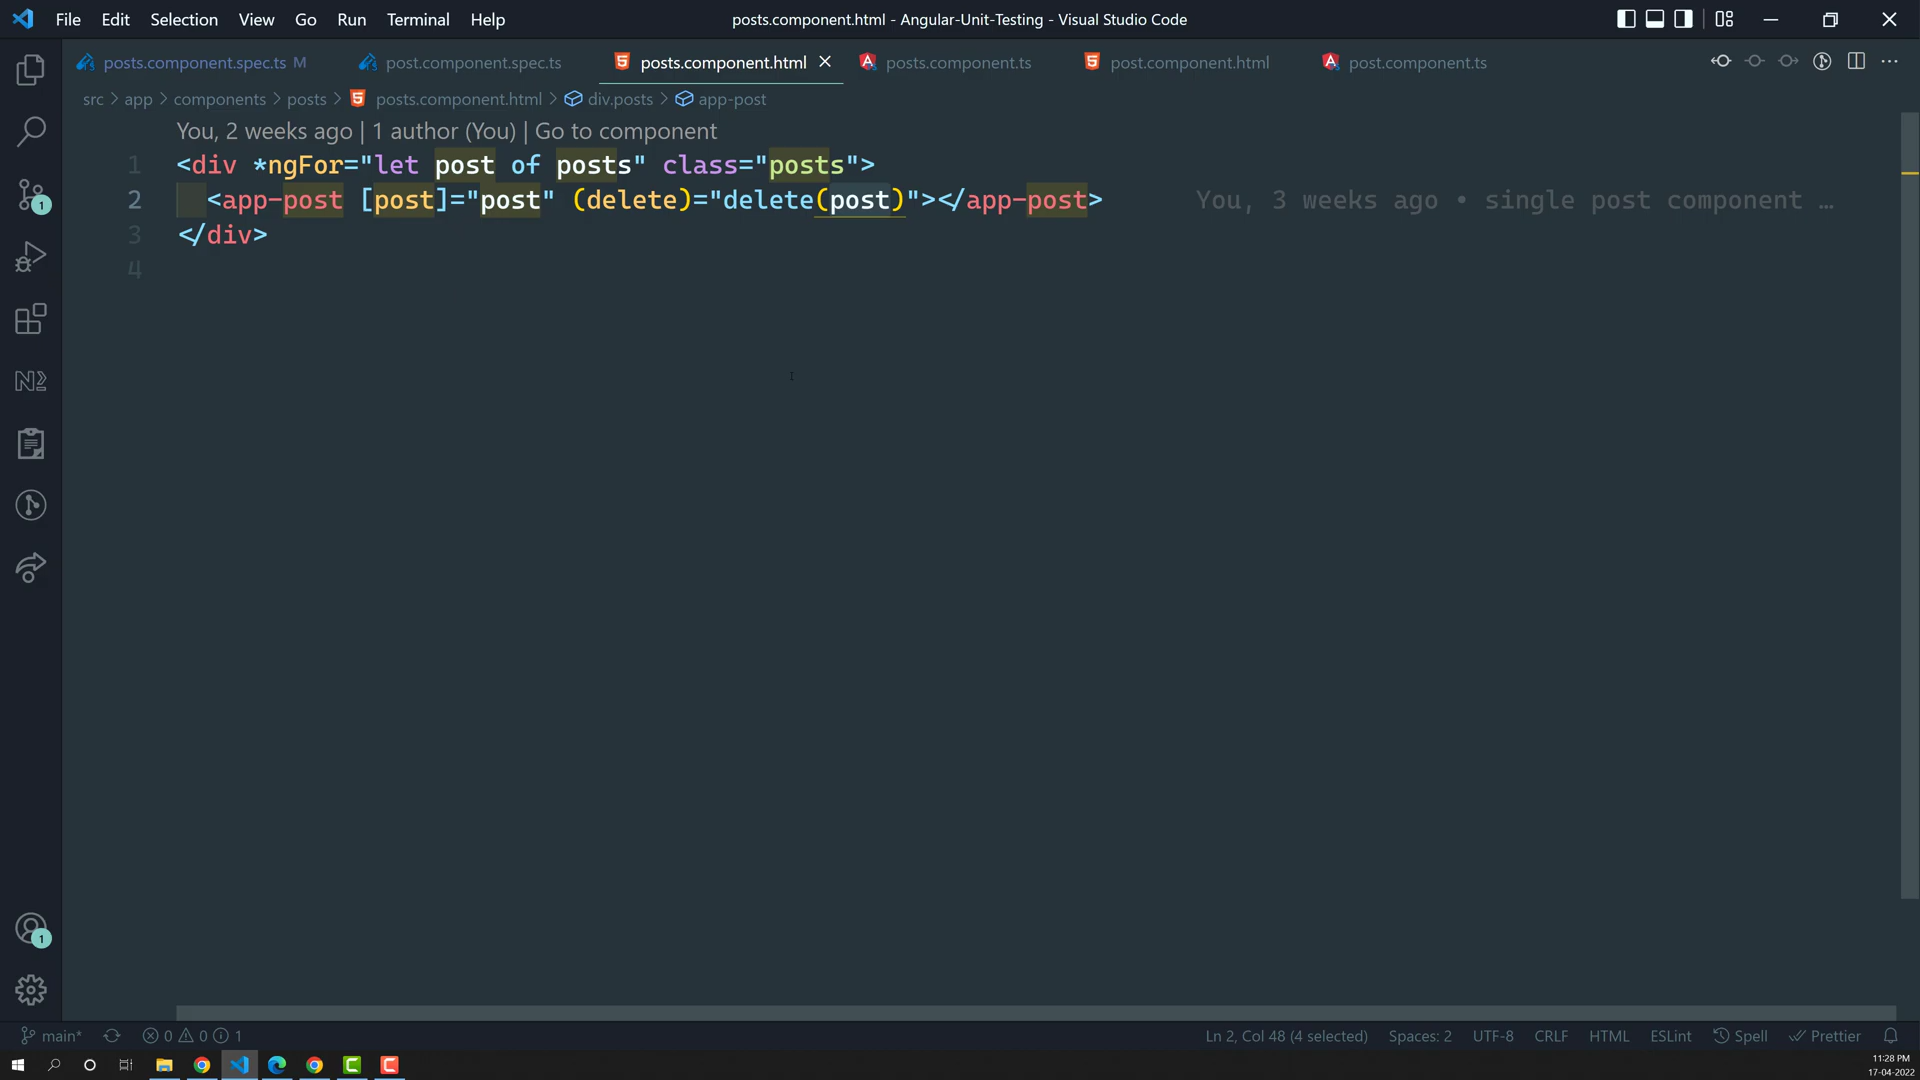 File Edit Selection View Go Run Terminal Help
posts.component.html - Angular-Unit-Testing - Visual Studio Code
posts.component.spec.ts M
post.component.spec.ts
posts.component.html
posts.component.ts
post.component.html
post.component.ts
src > app > components > posts > posts.component.html > div.posts > app-post
You, 2 weeks ago | 1 author (You) | Go to component
1 <div *ngFor="let post of posts" class="posts">
2 <app-post [post]="post" (delete)="delete(post)"></app-post> You, 3 weeks ago • single post component …
3 </div>
4
1
1
main* 0 0 1
Ln 2, Col 48 (4 selected) Spaces: 2 UTF-8 CRLF HTML ESLint Spell Prettier
11:28 PM
17-04-2022